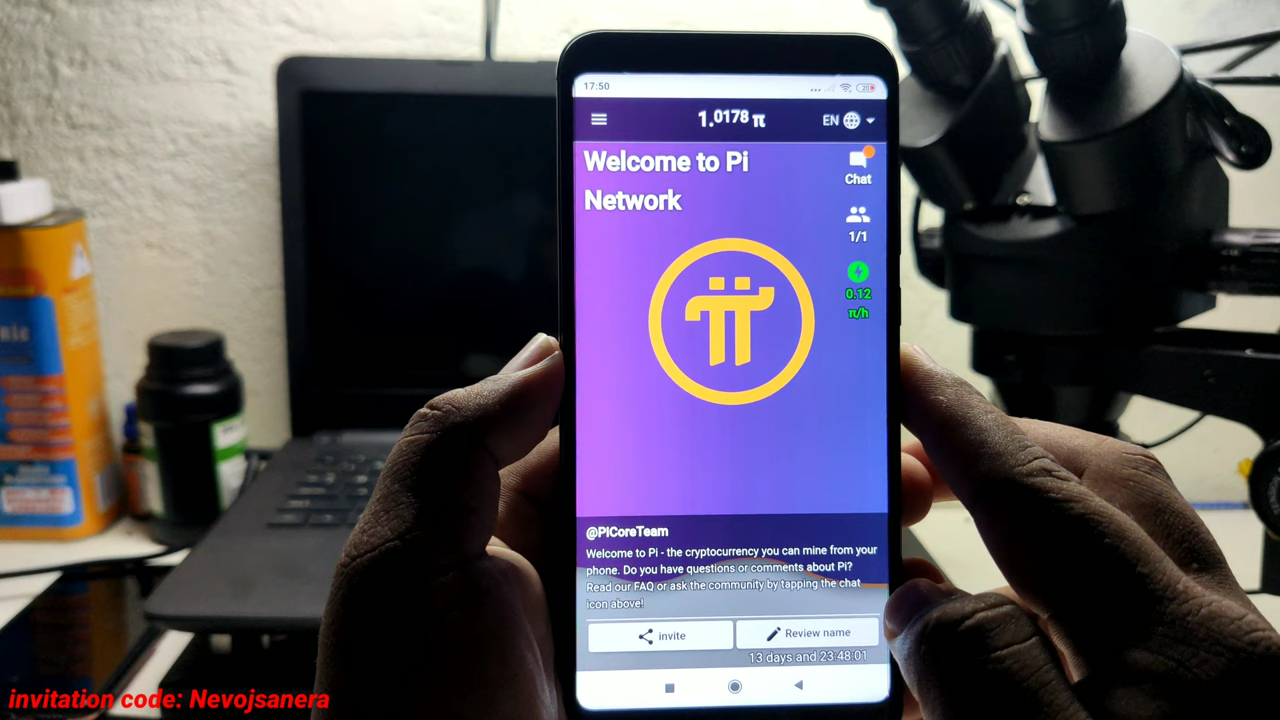 17:50
20
1.0178 π
EN
Welcome to Pi
Network
Chat
1/1
0.12
π/h
@PICoreTeam
Welcome to Pi - the cryptocurrency you can mine from your
phone. Do you have questions or comments about Pi?
Read our FAQ or ask the community by tapping the chat
icon above!
invite
Review name
13 days and 23:48:01
invitation code: Nevojsanera